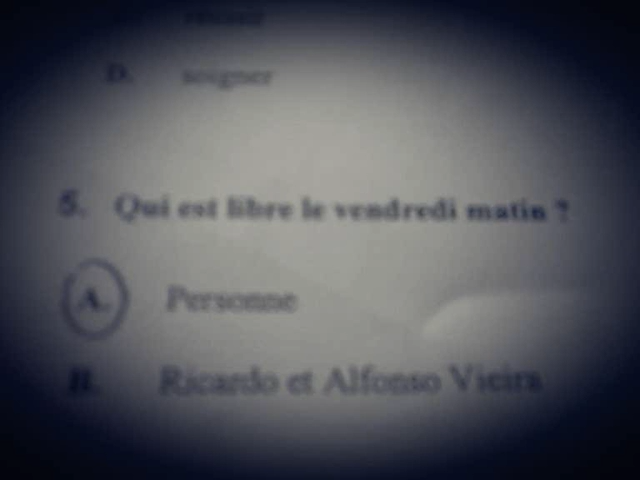 D. soigner
5. Qui est libre le vendredi matin ?
A. Personne
B. Ricardo et Alfonso Vieira